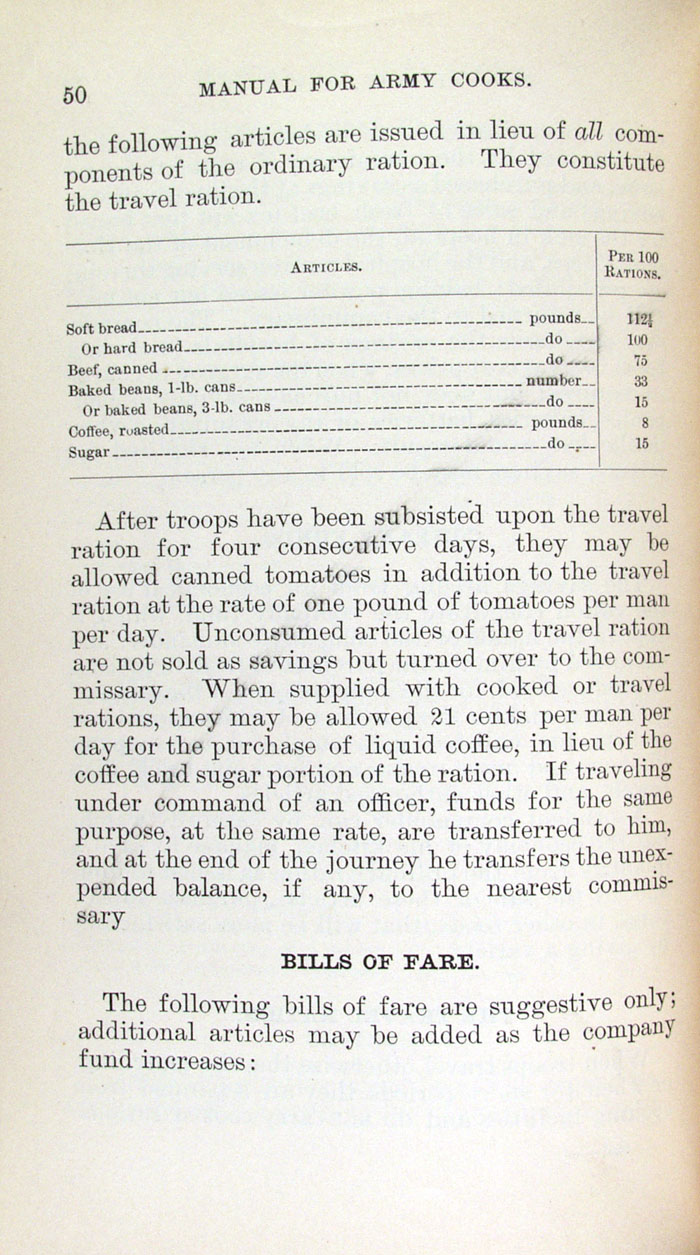 50 MANUAL FOR ARMY COOKS.
the following articles are issued in lieu of all com-
ponents of the ordinary ration. They constitute
the travel ration.
ARTICLES. PER 100 RATIONS.
Soft bread pounds 112½
Or hard bread do 100
Beef, canned do 75
Baked beans, 1-lb. cans number 33
Or baked beans, 3-lb. cans do 15
Coffee, roasted pounds 8
Sugar do 15
After troops have been subsisted upon the travel
ration for four consecutive days, they may be
allowed canned tomatoes in addition to the travel
ration at the rate of one pound of tomatoes per man
per day. Unconsumed articles of the travel ration
are not sold as savings but turned over to the com-
missary. When supplied with cooked or travel
rations, they may be allowed 21 cents per man per
day for the purchase of liquid coffee, in lieu of the
coffee and sugar portion of the ration. If traveling
under command of an officer, funds for the same
purpose, at the same rate, are transferred to him,
and at the end of the journey he transfers the unex-
pended balance, if any, to the nearest commis-
sary
BILLS OF FARE.
The following bills of fare are suggestive only;
additional articles may be added as the company
fund increases: